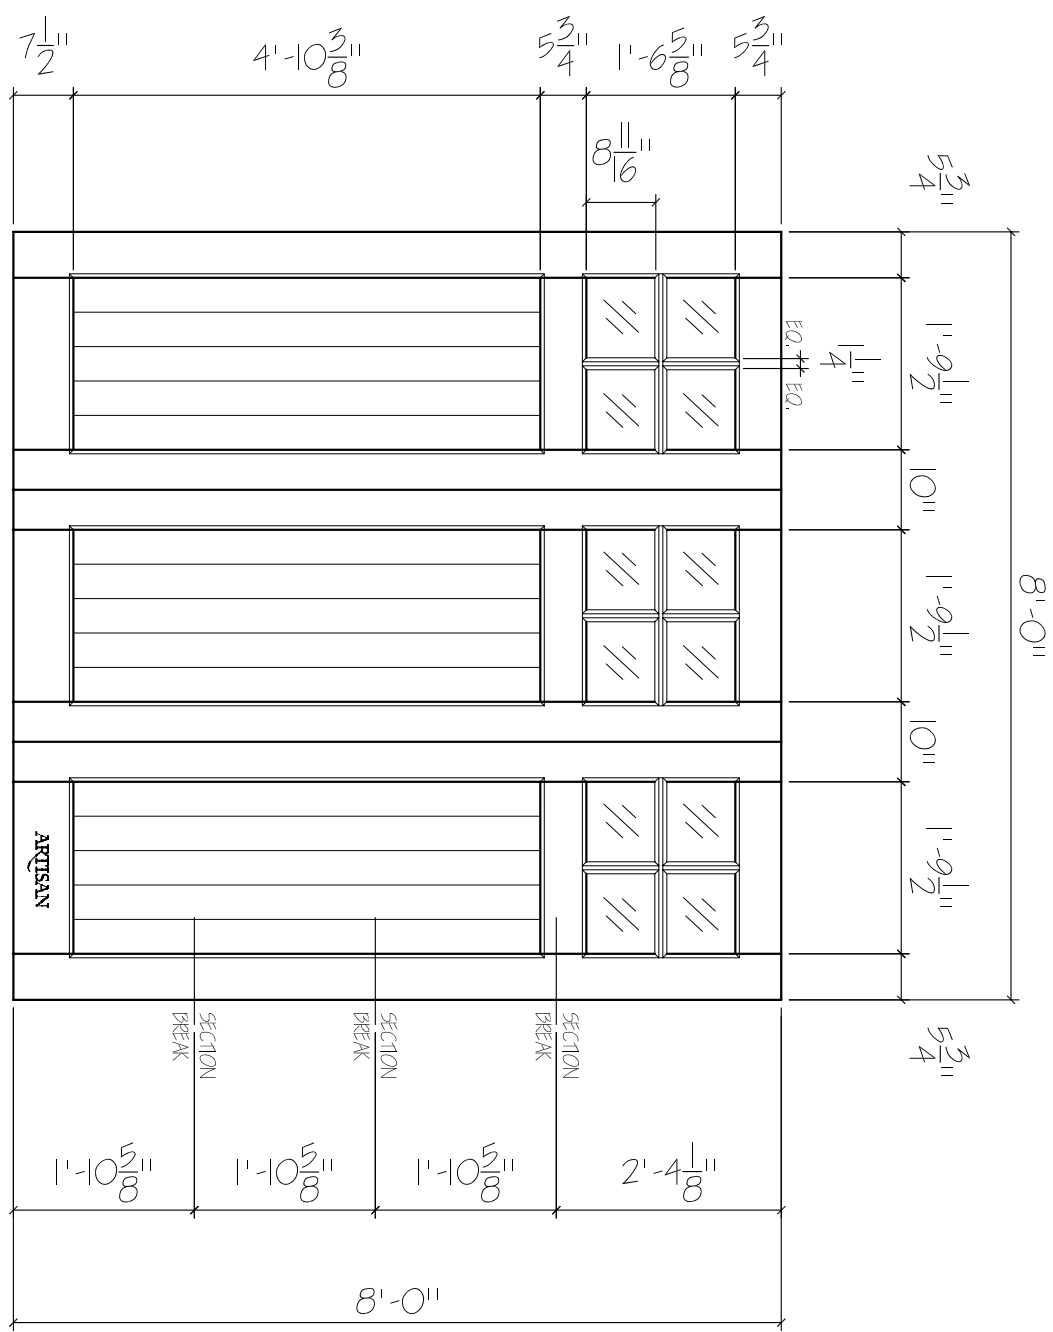 7 1/2"
4'-10 3/8"
5 3/4"
1'-6 5/8"
5 3/4"
8 11/16"
5 3/4"
EQ.
EQ.
1 1/4"
1'-9 1/2"
10"
1'-9 1/2"
10"
1'-9 1/2"
5 3/4"
8'-0"
ARTISAN
SECTION
BREAK
SECTION
BREAK
SECTION
BREAK
1'-10 5/8"
1'-10 5/8"
1'-10 5/8"
2'-4 1/8"
8'-0"